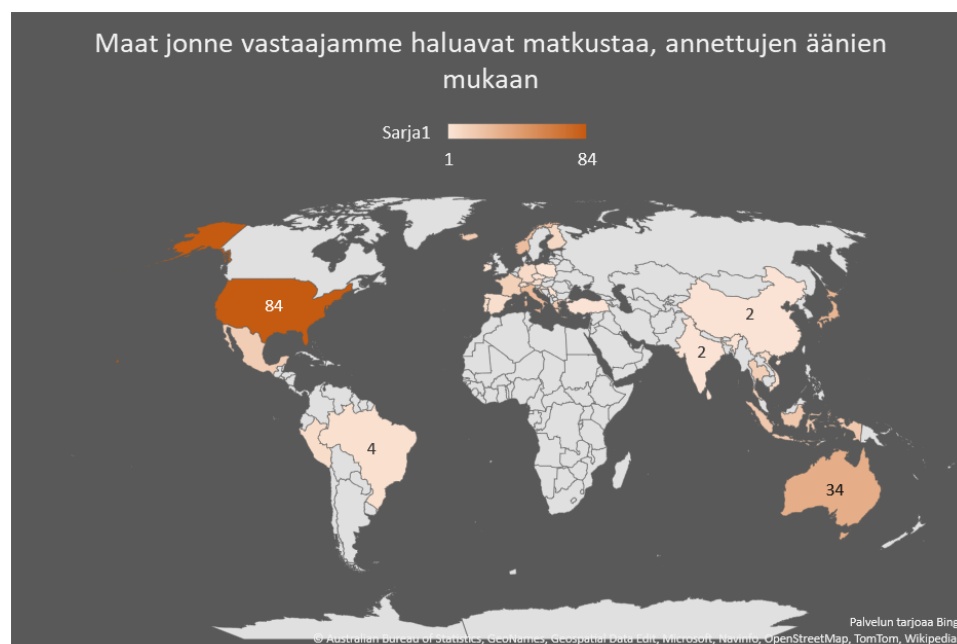 Maat jonne vastaajamme haluavat matkustaa, annettujen äänien
mukaan
Sarja1
1 84
84
2
2
4
34
Palvelun tarjoaa Bing
© Australian Bureau of Statistics, GeoNames, Geospatial Data Edit, Microsoft, Navinfo, OpenStreetMap, TomTom, Wikipedia